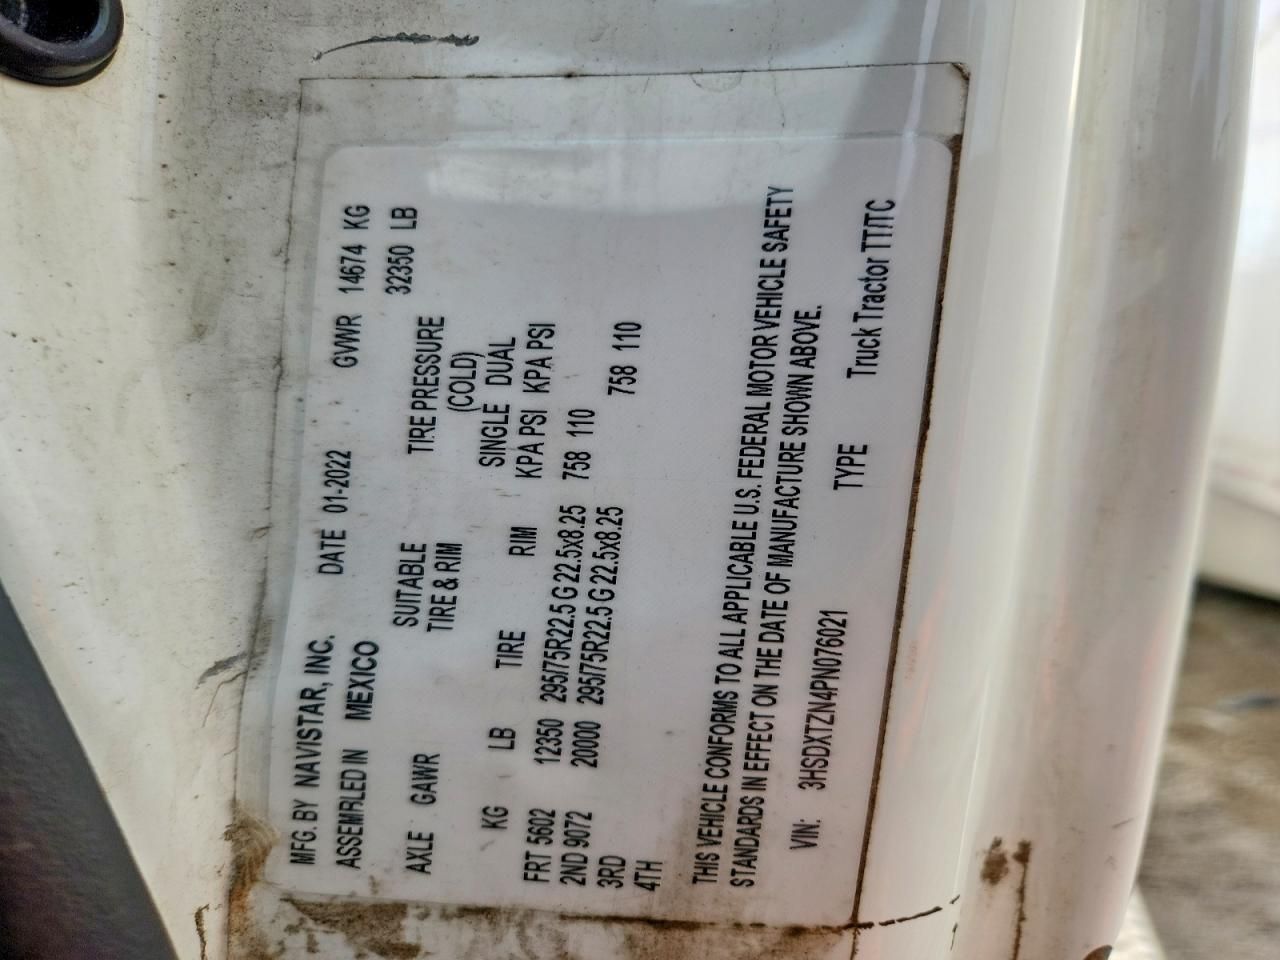 MFG. BY NAVISTAR, INC. DATE 01-2022 GVWR 14674 KG
ASSEMBLED IN MEXICO 32350 LB
SUITABLE TIRE PRESSURE
AXLE GAWR TIRE & RIM (COLD)
SINGLE DUAL
KG LB TIRE RIM KPA PSI KPA PSI
FRT 5602 12350 295/75R22.5 G 22.5x8.25 758 110
2ND 9072 20000 295/75R22.5 G 22.5x8.25 758 110
3RD
4TH
THIS VEHICLE CONFORMS TO ALL APPLICABLE U.S. FEDERAL MOTOR VEHICLE SAFETY
STANDARDS IN EFFECT ON THE DATE OF MANUFACTURE SHOWN ABOVE.
VIN: 3HSDXTZN4PN076021 TYPE Truck Tractor TT/TC